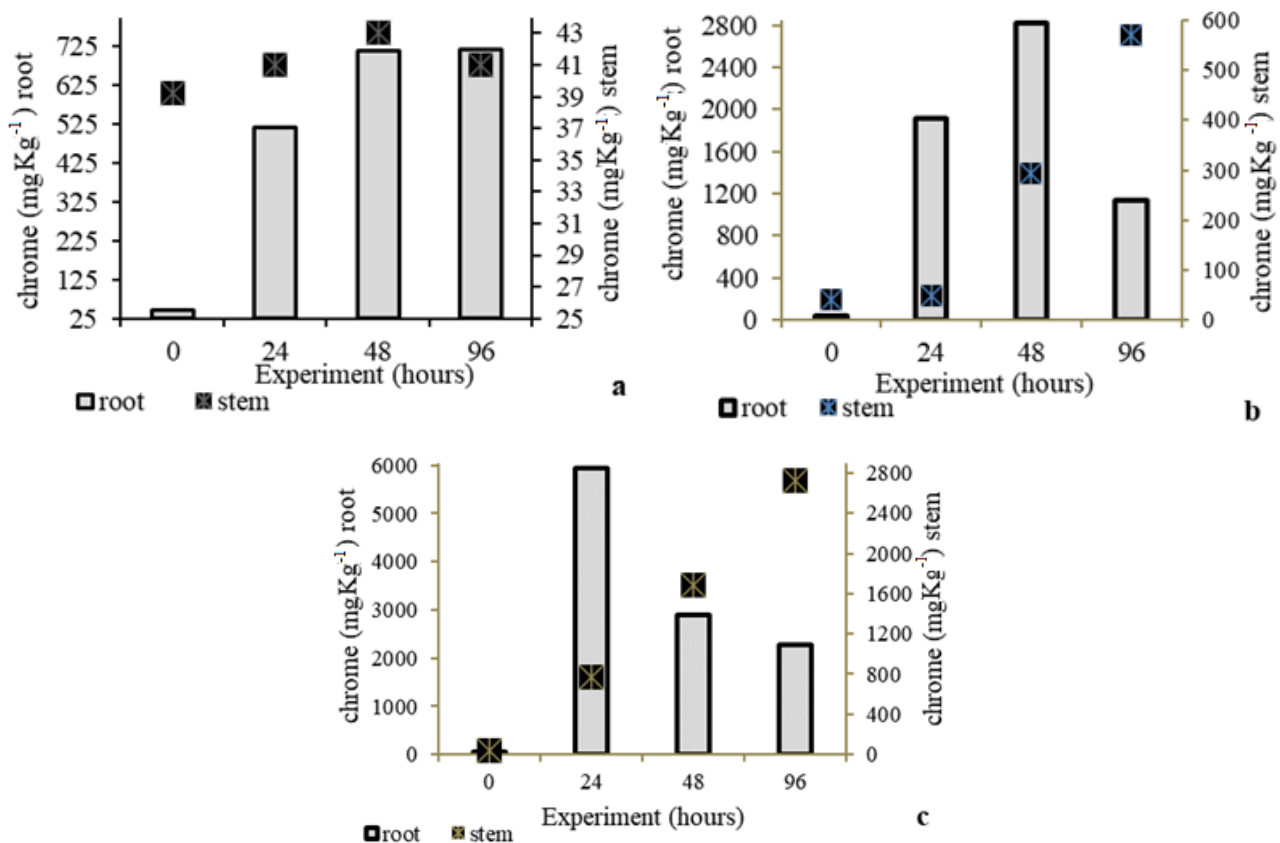 chrome (mgKg-1) root
725
625
525
425
325
225
125
25
43
41
39
37
35
33
31
29
27
25
chrome (mgKg-1) stem
0 24 48 96
Experiment (hours)
root stem
a
chrome (mgKg-1) root
2800
2400
2000
1600
1200
800
400
0
600
500
400
300
200
100
0
chrome (mgKg-1) stem
0 24 48 96
Experiment (hours)
root stem
b
chrome (mgKg-1) root
6000
5000
4000
3000
2000
1000
0
2800
2400
2000
1600
1200
800
400
0
chrome (mgKg-1) stem
0 24 48 96
Experiment (hours)
c
root stem